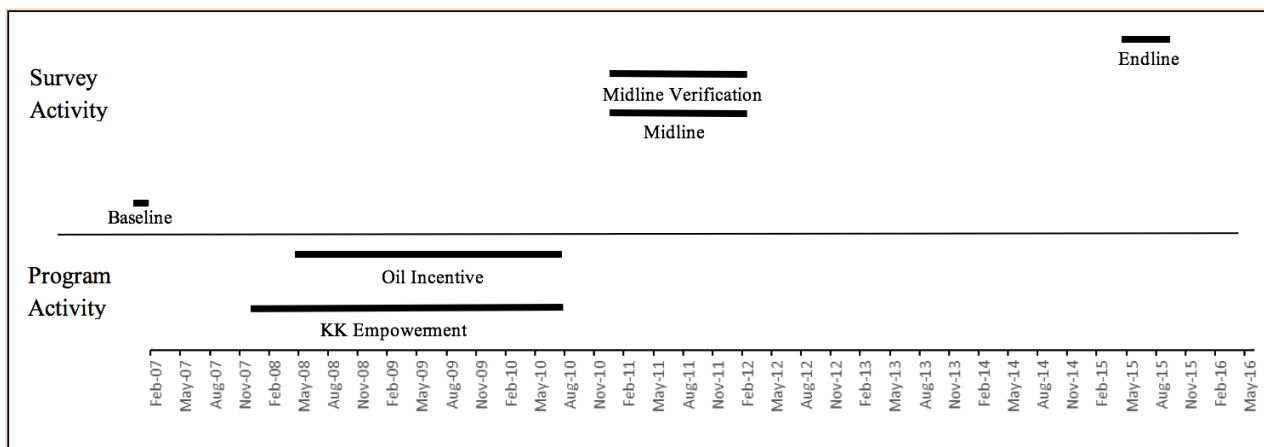 Survey
Activity
Endline
Midline Verification
Midline
Baseline
Program
Activity
Oil Incentive
KK Empowerment
Feb-07
May-07
Aug-07
Nov-07
Feb-08
May-08
Aug-08
Nov-08
Feb-09
May-09
Aug-09
Nov-09
Feb-10
May-10
Aug-10
Nov-10
Feb-11
May-11
Aug-11
Nov-11
Feb-12
May-12
Aug-12
Nov-12
Feb-13
May-13
Aug-13
Nov-13
Feb-14
May-14
Aug-14
Nov-14
Feb-15
May-15
Aug-15
Nov-15
Feb-16
May-16